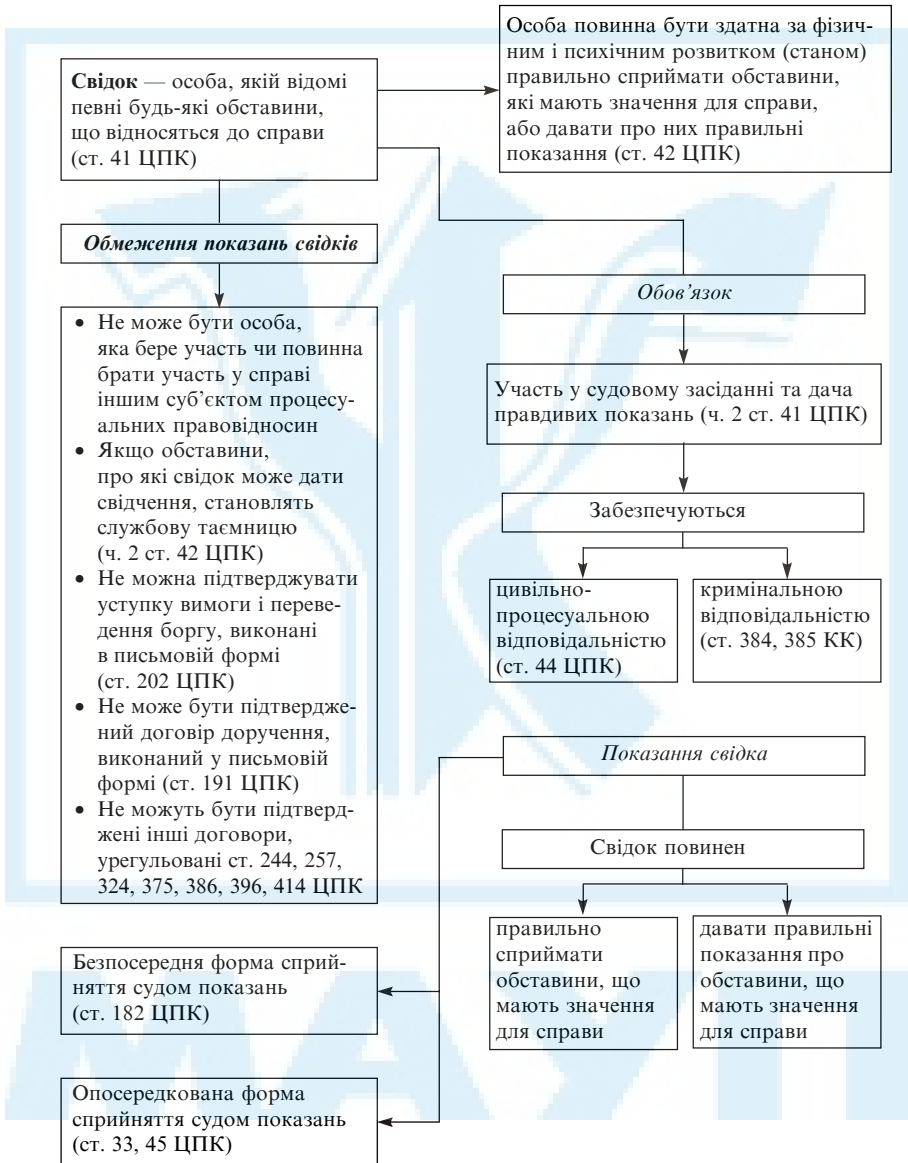 Свідок — особа, якій відомі
певні будь-які обставини,
що відносяться до справи
(ст. 41 ЦПК)
Особа повинна бути здатна за фізич-
ним і психічним розвитком (станом)
правильно сприймати обставини,
які мають значення для справи,
або давати про них правильні
показання (ст. 42 ЦПК)
Обмеження показань свідків
• Не може бути особа,
яка бере участь чи повинна
брати участь у справі
іншим суб’єктом процесу-
альних правовідносин
• Якщо обставини,
про які свідок може дати
свідчення, становлять
службову таємницю
(ч. 2 ст. 42 ЦПК)
• Не можна підтверджувати
уступку вимоги і переве-
дення боргу, виконані
в письмовій формі
(ст. 202 ЦПК)
• Не може бути підтвердже-
ний договір доручення,
виконаний у письмовій
формі (ст. 191 ЦПК)
• Не можуть бути підтверд-
жені інші договори,
урегульовані ст. 244, 257,
324, 375, 386, 396, 414 ЦПК
Обов’язок
Участь у судовому засіданні та дача
правдивих показань (ч. 2 ст. 41 ЦПК)
Забезпечуються
цивільно-
процесуальною
відповідальністю
(ст. 44 ЦПК)
кримінальною
відповідальністю
(ст. 384, 385 КК)
Показання свідка
Свідок повинен
правильно
сприймати
обставини, що
мають значення
для справи
давати правильні
показання про
обставини, що
мають значення
для справи
Безпосередня форма сприй-
няття судом показань
(ст. 182 ЦПК)
Опосередкована форма
сприйняття судом показань
(ст. 33, 45 ЦПК)
МАУП